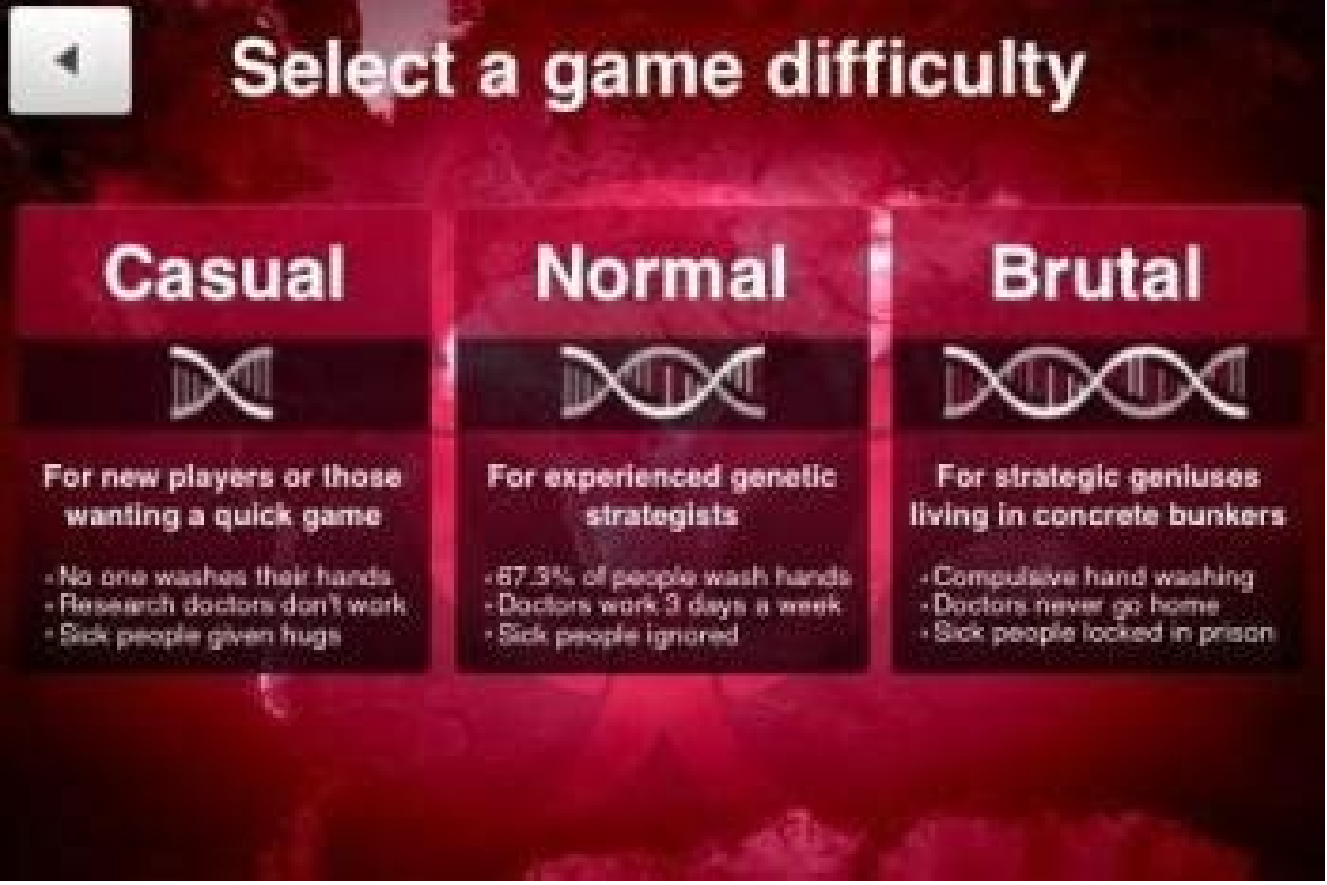 Select a game difficulty
Casual
Normal
Brutal
For new players or those
wanting a quick game
• No one washes their hands
• Research doctors don't work
• Sick people given hugs
For experienced genetic
strategists
• 67.3% of people wash hands
• Doctors work 3 days a week
• Sick people ignored
For strategic geniuses
living in concrete bunkers
• Compulsive hand washing
• Doctors never go home
• Sick people locked in prison